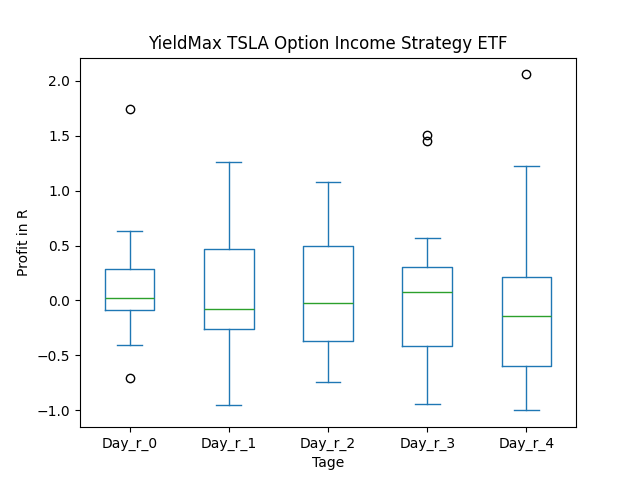 YieldMax TSLA Option Income Strategy ETF
Profit in R
2.0
1.5
1.0
0.5
0.0
−0.5
−1.0
Day_r_0 Day_r_1 Day_r_2 Day_r_3 Day_r_4
Tage